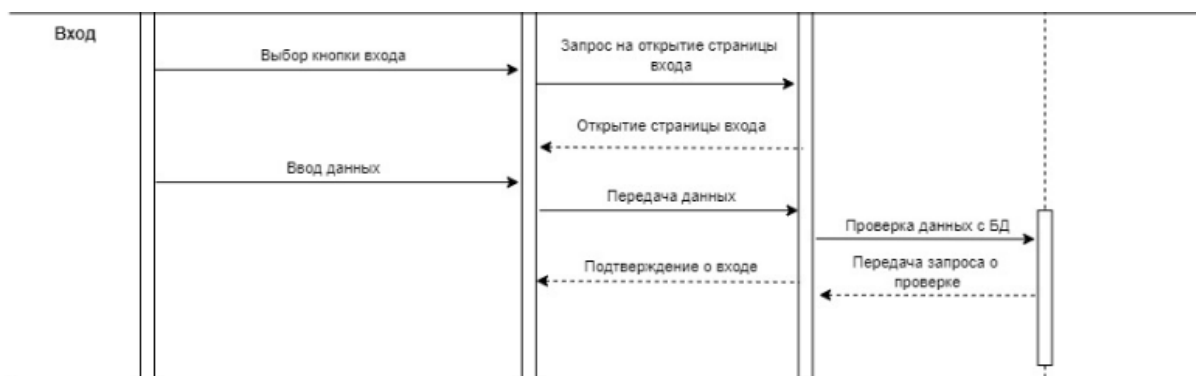 Вход
Выбор кнопки входа
Запрос на открытие страницы
входа
Открытие страницы входа
Ввод данных
Передача данных
Проверка данных с БД
Подтверждение о входе
Передача запроса о
проверке